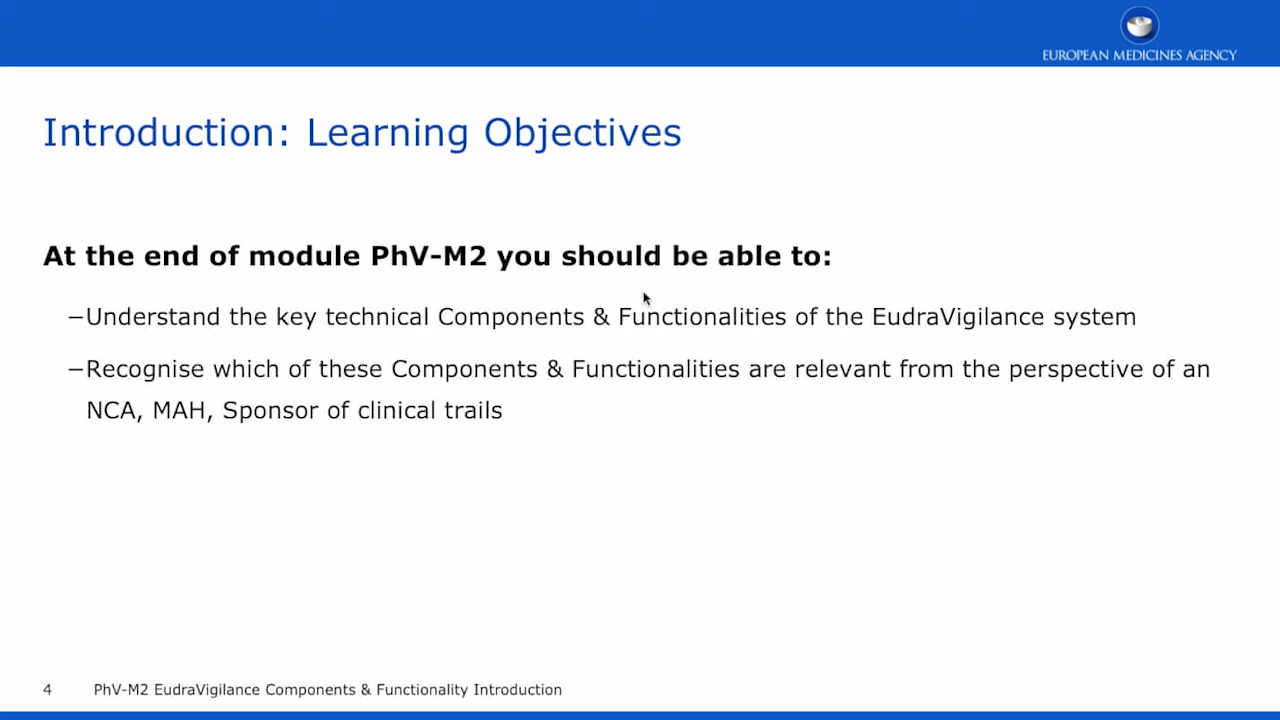 EUROPEAN MEDICINES AGENCY
Introduction: Learning Objectives
At the end of module PhV-M2 you should be able to:
–Understand the key technical Components & Functionalities of the EudraVigilance system
–Recognise which of these Components & Functionalities are relevant from the perspective of an
NCA, MAH, Sponsor of clinical trails
4 PhV-M2 EudraVigilance Components & Functionality Introduction